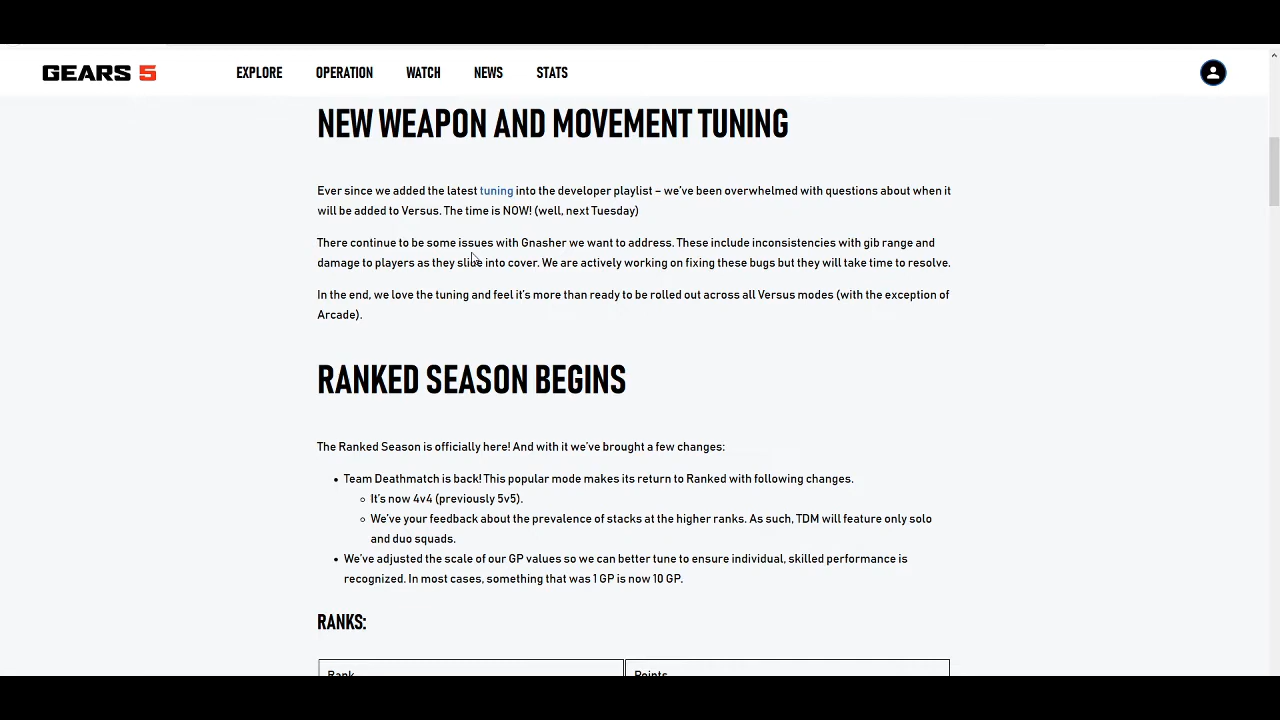 GEARS 5
EXPLORE
OPERATION
WATCH
NEWS
STATS
NEW WEAPON AND MOVEMENT TUNING
Ever since we added the latest tuning into the developer playlist – we've been overwhelmed with questions about when it
will be added to Versus. The time is NOW! (well, next Tuesday)
There continue to be some issues with Gnasher we want to address. These include inconsistencies with gib range and
damage to players as they slide into cover. We are actively working on fixing these bugs but they will take time to resolve.
In the end, we love the tuning and feel it's more than ready to be rolled out across all Versus modes (with the exception of
Arcade).
RANKED SEASON BEGINS
The Ranked Season is officially here! And with it we've brought a few changes:
• Team Deathmatch is back! This popular mode makes its return to Ranked with following changes.
○ It's now 4v4 (previously 5v5).
○ We've your feedback about the prevalence of stacks at the higher ranks. As such, TDM will feature only solo
and duo squads.
• We've adjusted the scale of our GP values so we can better tune to ensure individual, skilled performance is
recognized. In most cases, something that was 1 GP is now 10 GP.
RANKS:
Rank
Points